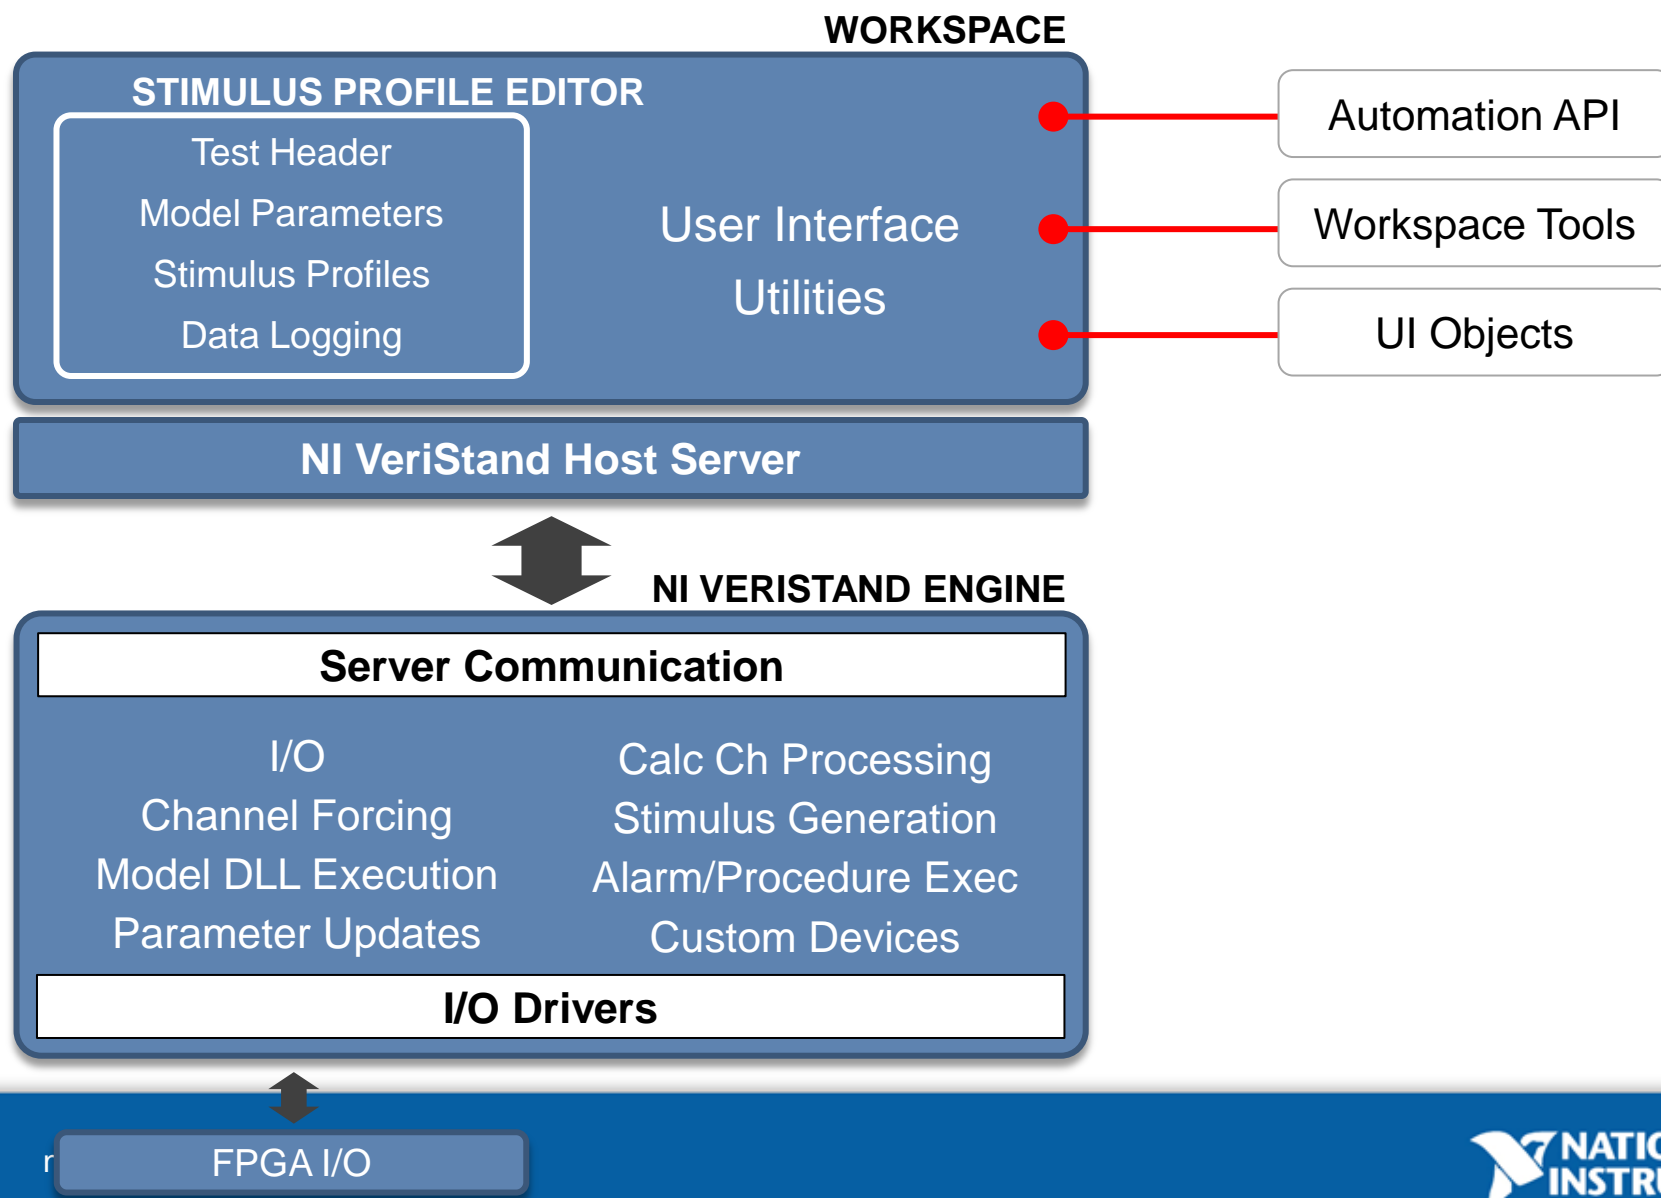 WORKSPACE
STIMULUS PROFILE EDITOR
Test Header
Model Parameters
Stimulus Profiles
Data Logging
User Interface
Utilities
Automation API
Workspace Tools
UI Objects
NI VeriStand Host Server
NI VERISTAND ENGINE
Server Communication
I/O
Channel Forcing
Model DLL Execution
Parameter Updates
Calc Ch Processing
Stimulus Generation
Alarm/Procedure Exec
Custom Devices
I/O Drivers
FPGA I/O